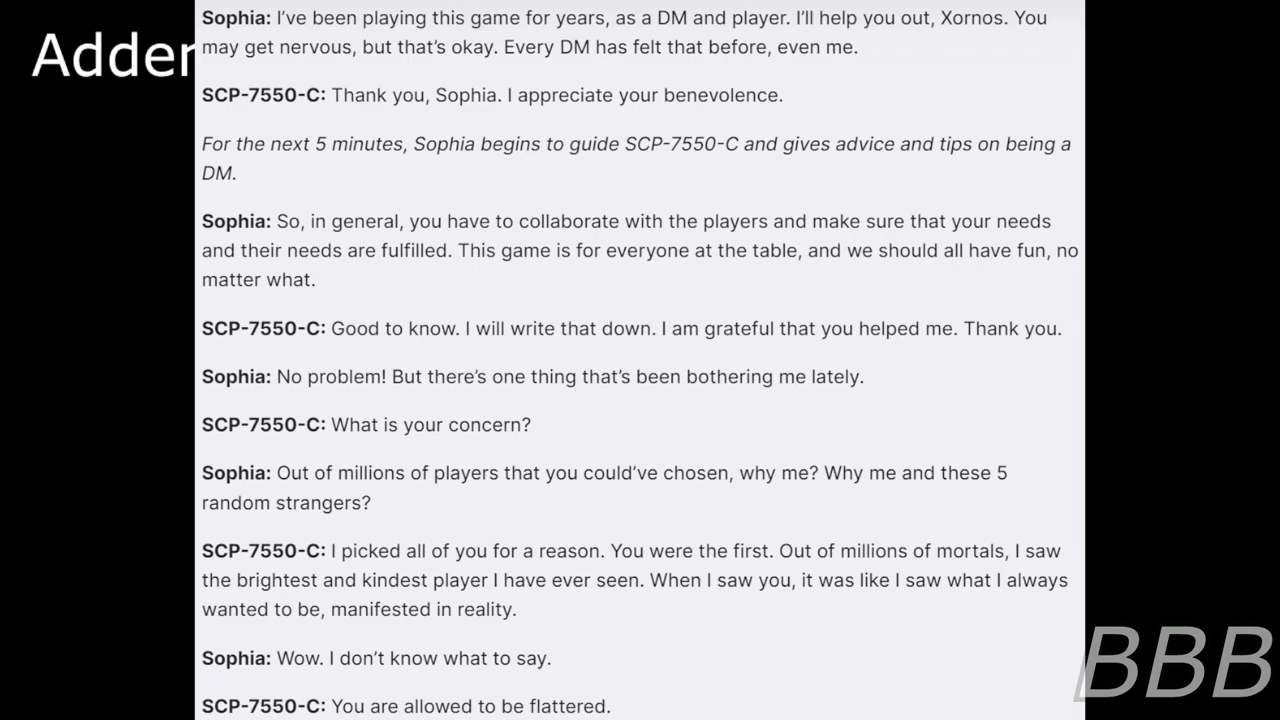 Adden
Sophia: I've been playing this game for years, as a DM and player. I'll help you out, Xornos. You
may get nervous, but that's okay. Every DM has felt that before, even me.
SCP-7550-C: Thank you, Sophia. I appreciate your benevolence.
For the next 5 minutes, Sophia begins to guide SCP-7550-C and gives advice and tips on being a
DM.
Sophia: So, in general, you have to collaborate with the players and make sure that your needs
and their needs are fulfilled. This game is for everyone at the table, and we should all have fun, no
matter what.
SCP-7550-C: Good to know. I will write that down. I am grateful that you helped me. Thank you.
Sophia: No problem! But there's one thing that's been bothering me lately.
SCP-7550-C: What is your concern?
Sophia: Out of millions of players that you could've chosen, why me? Why me and these 5
random strangers?
SCP-7550-C: I picked all of you for a reason. You were the first. Out of millions of mortals, I saw
the brightest and kindest player I have ever seen. When I saw you, it was like I saw what I always
wanted to be, manifested in reality.
Sophia: Wow. I don't know what to say.
SCP-7550-C: You are allowed to be flattered.
BBB